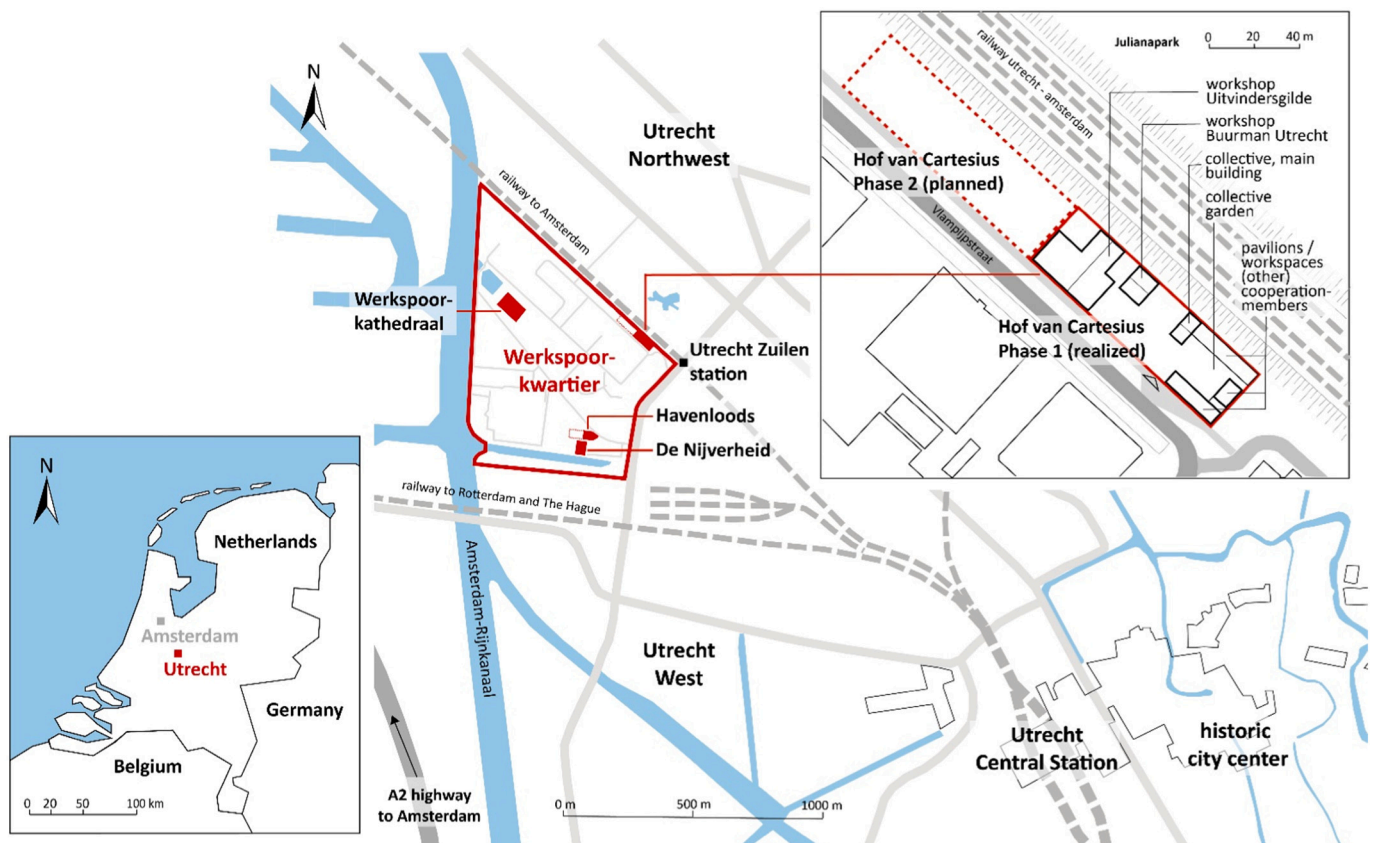 N
Utrecht
Northwest
railway to Amsterdam
Werkspoor-
kathedraal
Werkspoor-
kwartier
Utrecht Zuilen
station
Havenloods
De Nijverheid
railway to Rotterdam and The Hague
Amsterdam-Rijnkanaal
Utrecht
West
A2 highway
to Amsterdam
0 m
500 m
1000 m
Utrecht
Central Station
historic
city center
Julianapark
0 20 40 m
railway utrecht - amsterdam
workshop
Uitvindersgilde
workshop
Buurman Utrecht
collective, main
building
collective
garden
pavilions /
workspaces
(other)
cooperation-
members
Hof van Cartesius
Phase 2 (planned)
Vlampijpstraat
Hof van Cartesius
Phase 1 (realized)
N
Netherlands
Amsterdam
Utrecht
Germany
Belgium
0 20 50 100 km